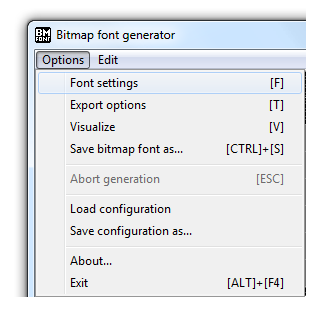 BM
FONT
Bitmap font generator
Options Edit
Font settings [F]
Export options [T]
Visualize [V]
Save bitmap font as... [CTRL]+[S]
Abort generation [ESC]
Load configuration
Save configuration as...
About...
Exit [ALT]+[F4]